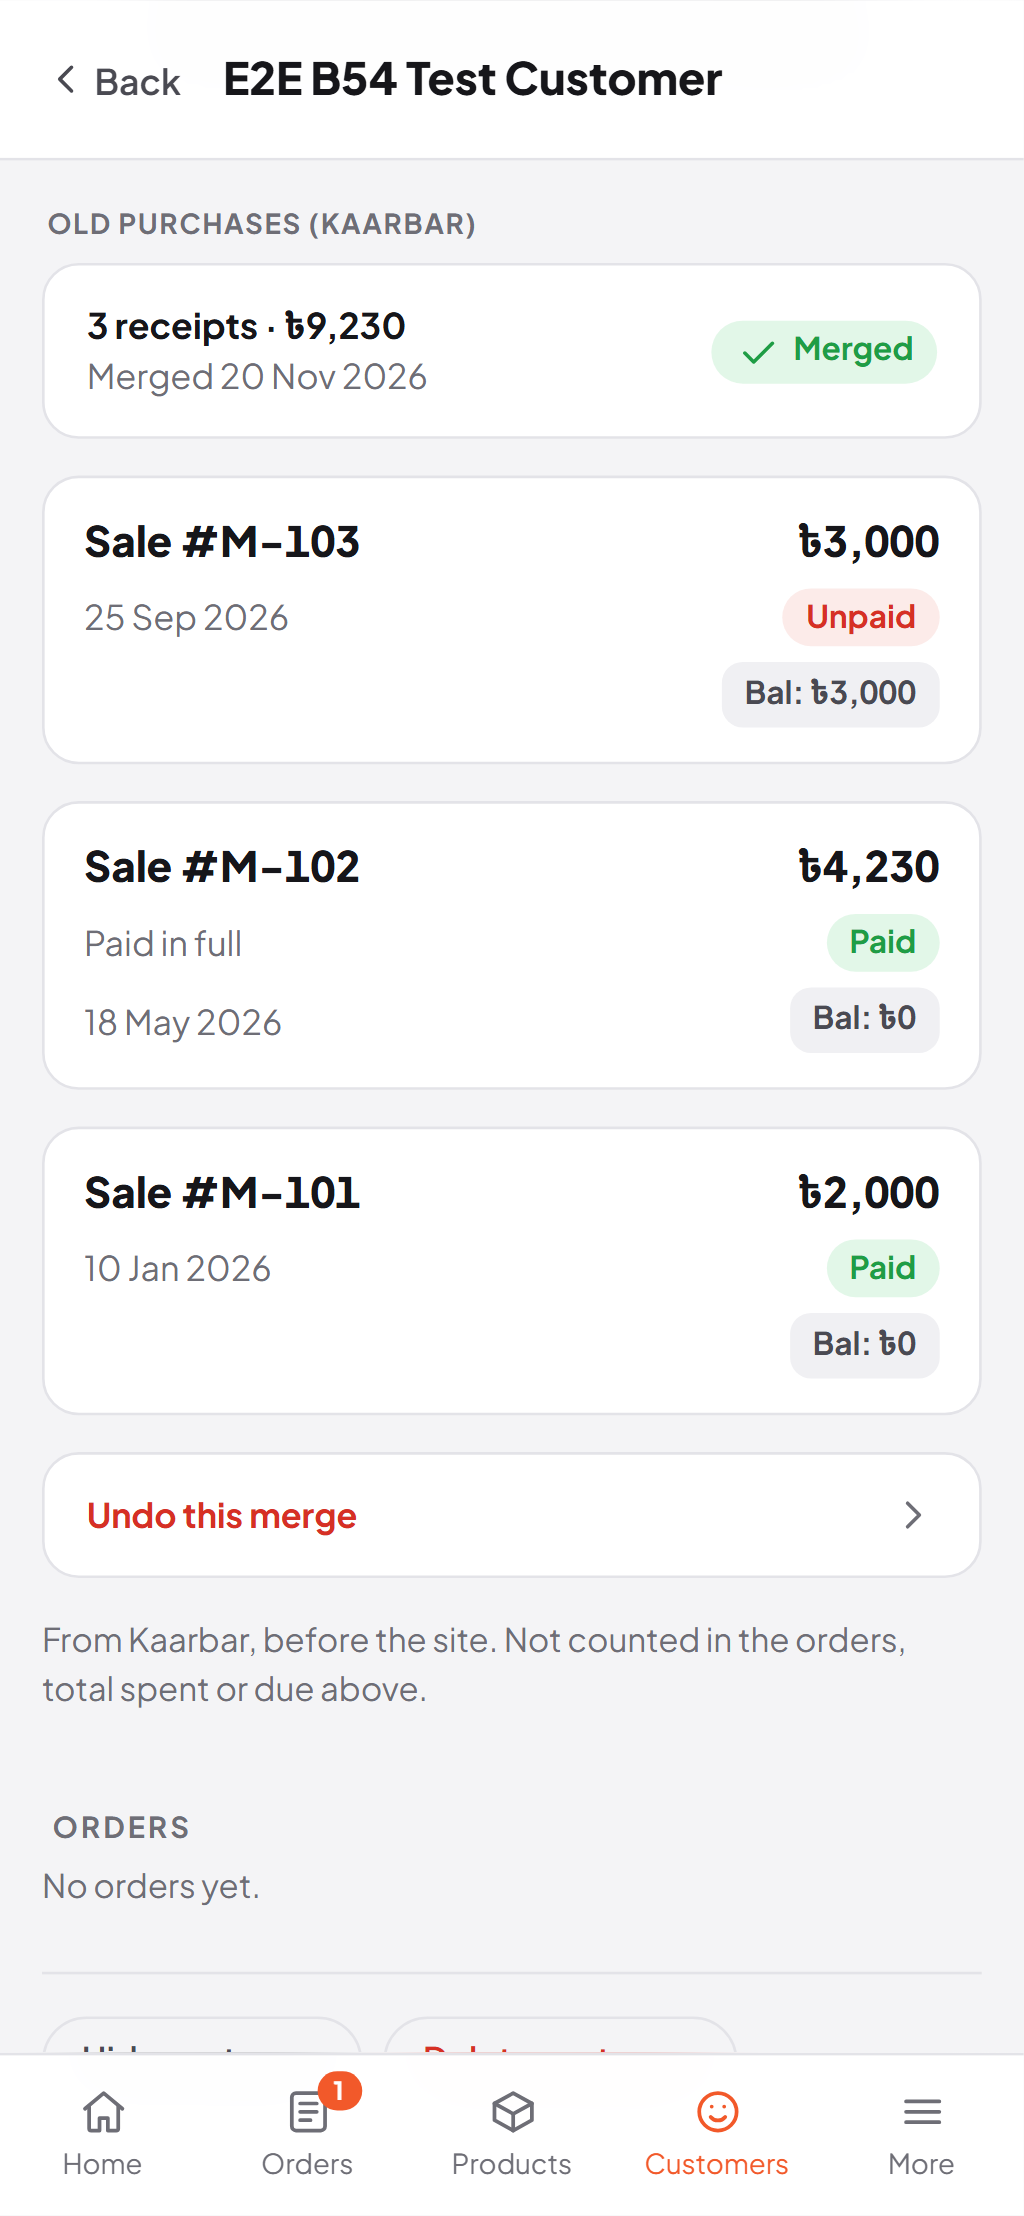 Back
E2E B54 Test Customer
OLD PURCHASES (KAARBAR)
3 receipts · ৳9,230
Merged 20 Nov 2026
Merged
Sale #M-103
৳3,000
25 Sep 2026
Unpaid
Bal: ৳3,000
Sale #M-102
৳4,230
Paid in full
Paid
18 May 2026
Bal: ৳0
Sale #M-101
৳2,000
10 Jan 2026
Paid
Bal: ৳0
Undo this merge
From Kaarbar, before the site. Not counted in the orders,
total spent or due above.
ORDERS
No orders yet.
1
Home
Orders
Products
Customers
More